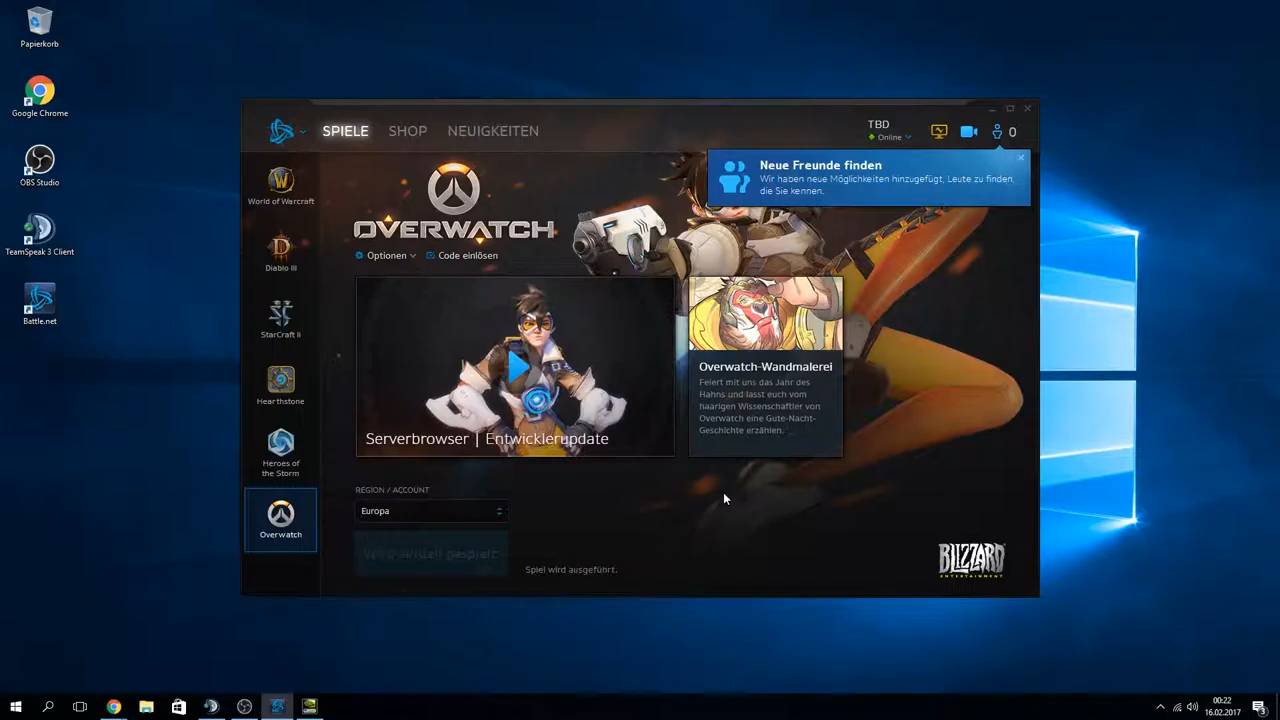 Papierkorb
Google Chrome
OBS Studio
TeamSpeak 3 Client
Battle.net
SPIELE SHOP NEUIGKEITEN
TBD
Online
0
Neue Freunde finden
Wir haben neue Möglichkeiten hinzugefügt, Leute zu finden,
die Sie kennen.
World of Warcraft
Diablo III
StarCraft II
Hearthstone
Heroes of
the Storm
Overwatch
OVERWATCH
Optionen Code einlösen
Serverbrowser | Entwicklerupdate
Overwatch-Wandmalerei
Feiert mit uns das Jahr des
Hahns und lasst euch vom
haarigen Wissenschaftler von
Overwatch eine Gute-Nacht-
Geschichte erzählen.
REGION / ACCOUNT
Europa
Wird aktuell gespielt
Spiel wird ausgeführt.
BLIZZARD
ENTERTAINMENT
00:22
16.02.2017
3